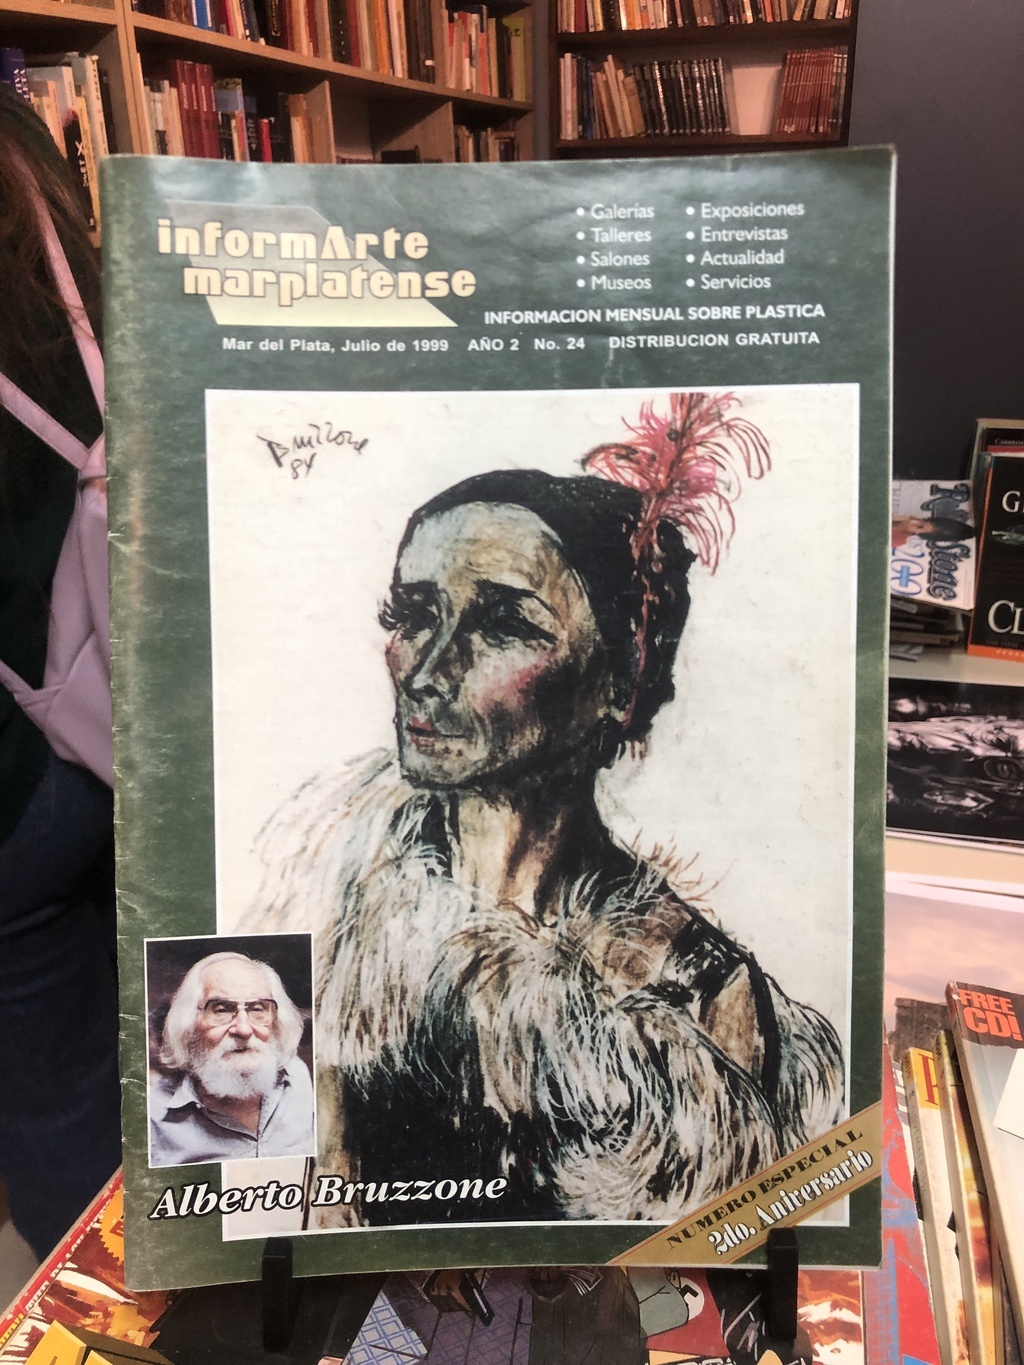 informArte
marplatense
• Galerías
• Talleres
• Salones
• Museos
• Exposiciones
• Entrevistas
• Actualidad
• Servicios
INFORMACION MENSUAL SOBRE PLASTICA
Mar del Plata, Julio de 1999 AÑO 2 No. 24 DISTRIBUCION GRATUITA
Bruzzone
84
Alberto Bruzzone
NUMERO ESPECIAL
2do. Aniversario
FREE
CD!